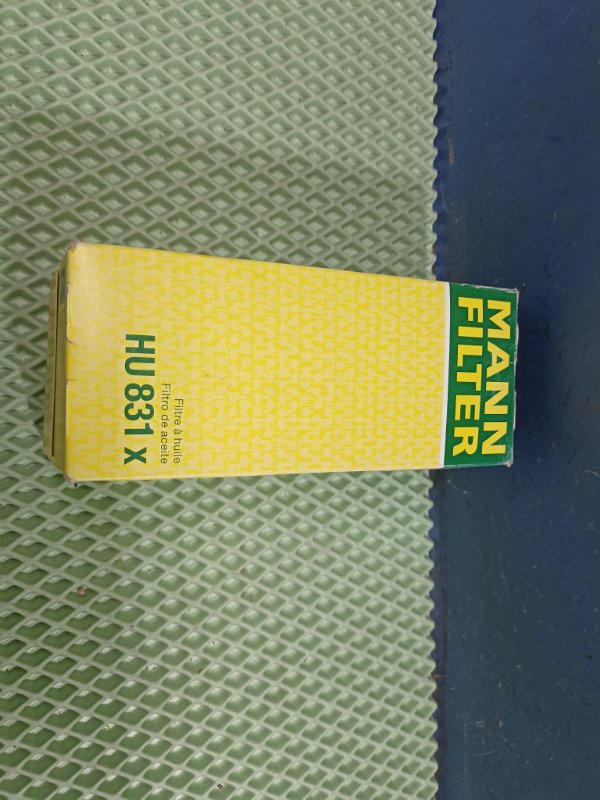 MANN
FILTER
Filtre à huile
Filtro de aceite
HU 831 x